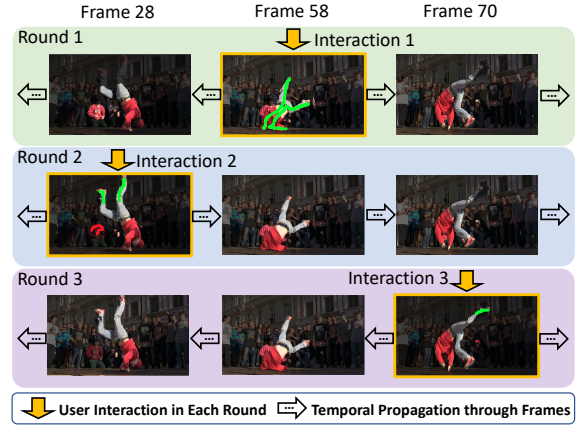 Frame 28 Frame 58 Frame 70
Round 1 Interaction 1
Round 2 Interaction 2
Round 3 Interaction 3
User Interaction in Each Round Temporal Propagation through Frames